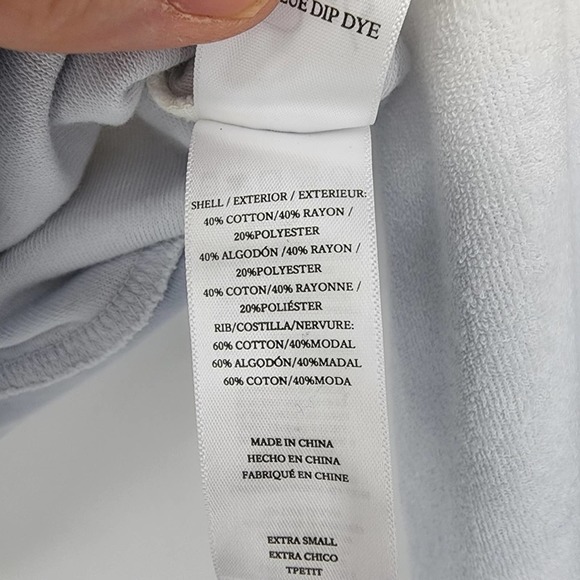 DIP DYE
SHELL / EXTERIOR / EXTERIEUR:
40% COTTON/40% RAYON /
20%POLYESTER
40% ALGODÓN /40% RAYON /
20%POLYESTER
40% COTON/40% RAYONNE /
20%POLIÉSTER
RIB/COSTILLA/NERVURE:
60% COTTON/40%MODAL
60% ALGODÓN/40%MADAL
60% COTON/40%MODA
MADE IN CHINA
HECHO EN CHINA
FABRIQUÉ EN CHINE
EXTRA SMALL
EXTRA CHICO
TPETIT